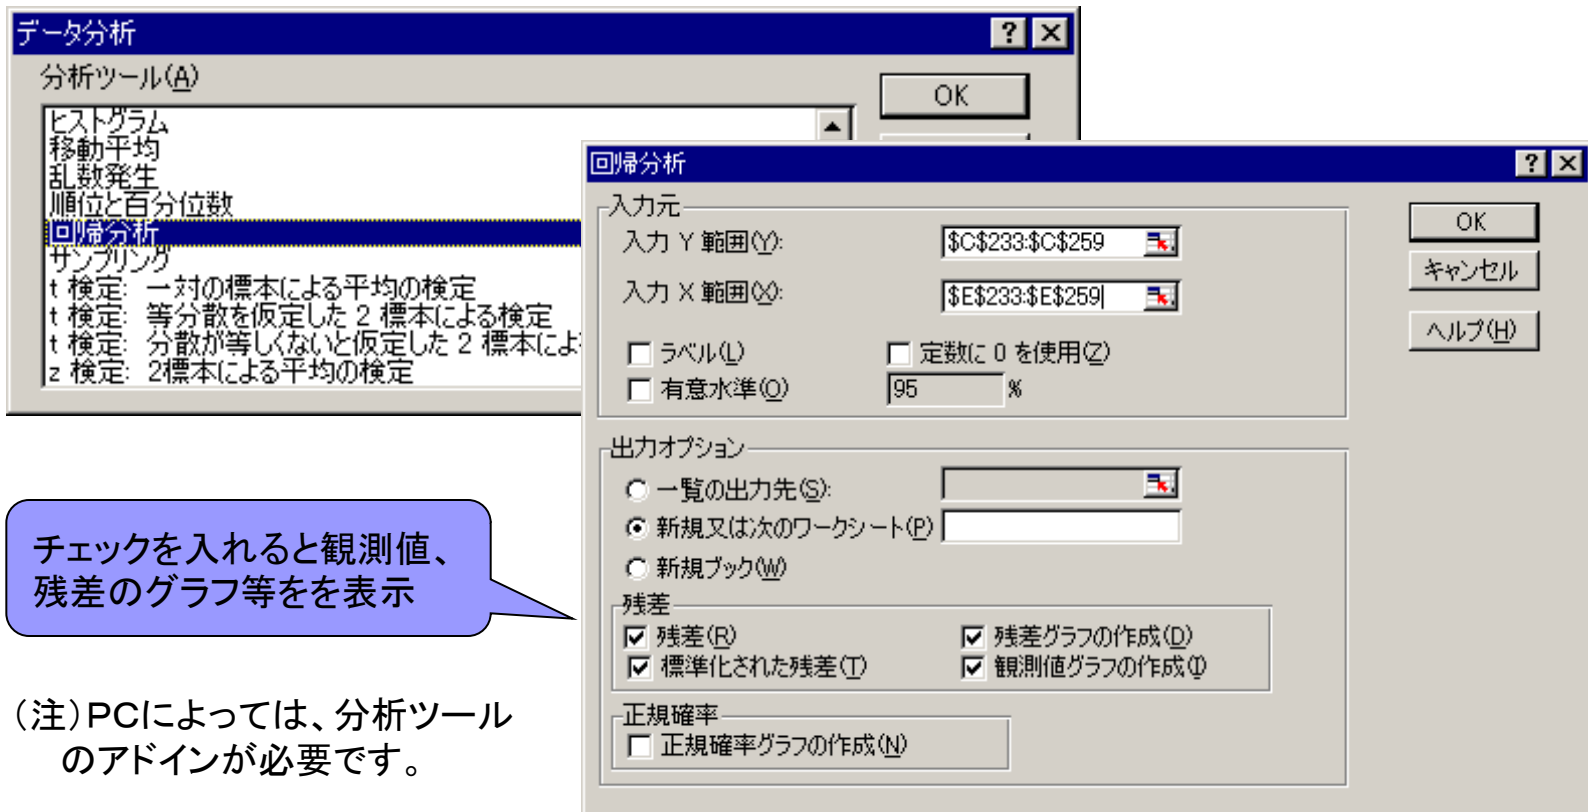 データ分析
分析ツール(A)
OK
ヒストグラム
移動平均
乱数発生
順位と百分位数
回帰分析
サンプリング
t 検定: 一対の標本による平均の検定
t 検定: 等分散を仮定した 2 標本による検定
t 検定: 分散が等しくないと仮定した 2 標本によ
z 検定: 2標本による平均の検定
回帰分析
入力元
入力 Y 範囲(Y):
$C$233:$C$259
入力 X 範囲(X):
$E$233:$E$259
ラベル(L)
定数に 0 を使用(Z)
有意水準(O)
95
%
OK
キャンセル
ヘルプ(H)
出力オプション
一覧の出力先(S):
新規又は次のワークシート(P)
新規ブック(W)
残差
残差(R)
残差グラフの作成(D)
標準化された残差(T)
観測値グラフの作成(I)
正規確率
正規確率グラフの作成(N)
チェックを入れると観測値、
残差のグラフ等をを表示
(注)PCによっては、分析ツール
のアドインが必要です。